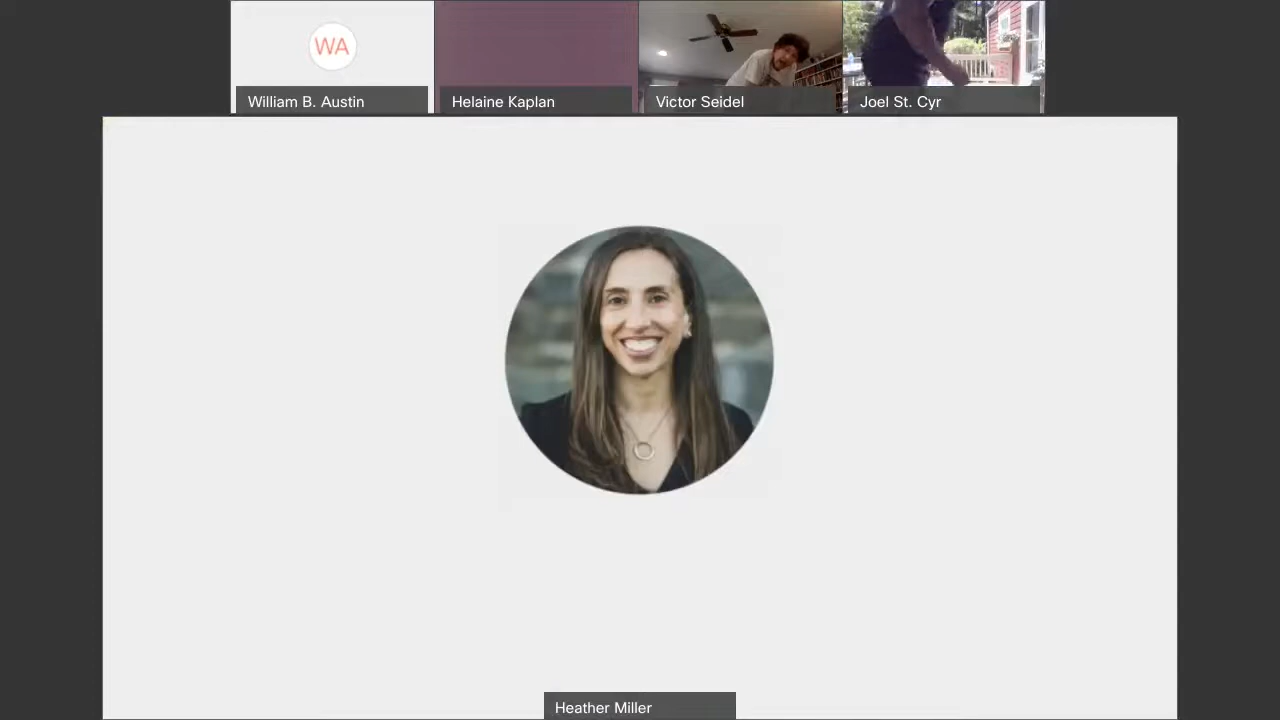 WA
William B. Austin
Helaine Kaplan
Victor Seidel
Joel St. Cyr
Heather Miller